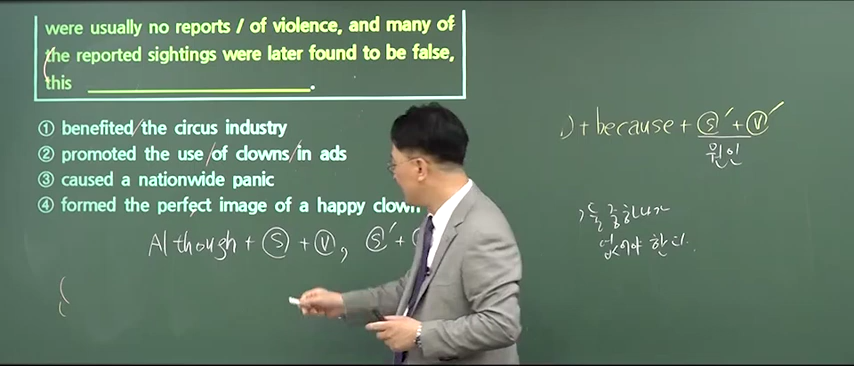 were usually no reports / of violence, and many of
the reported sightings were later found to be false,
this ____________________.
① benefited / the circus industry
② promoted the use / of clowns / in ads
③ caused a nationwide panic
④ formed the perfect image of a happy clown
Although + Ⓢ + Ⓥ, Ⓢ' +
+ because + Ⓢ' + Ⓥ'
원인
둘 중 하나가
없어야 한다.